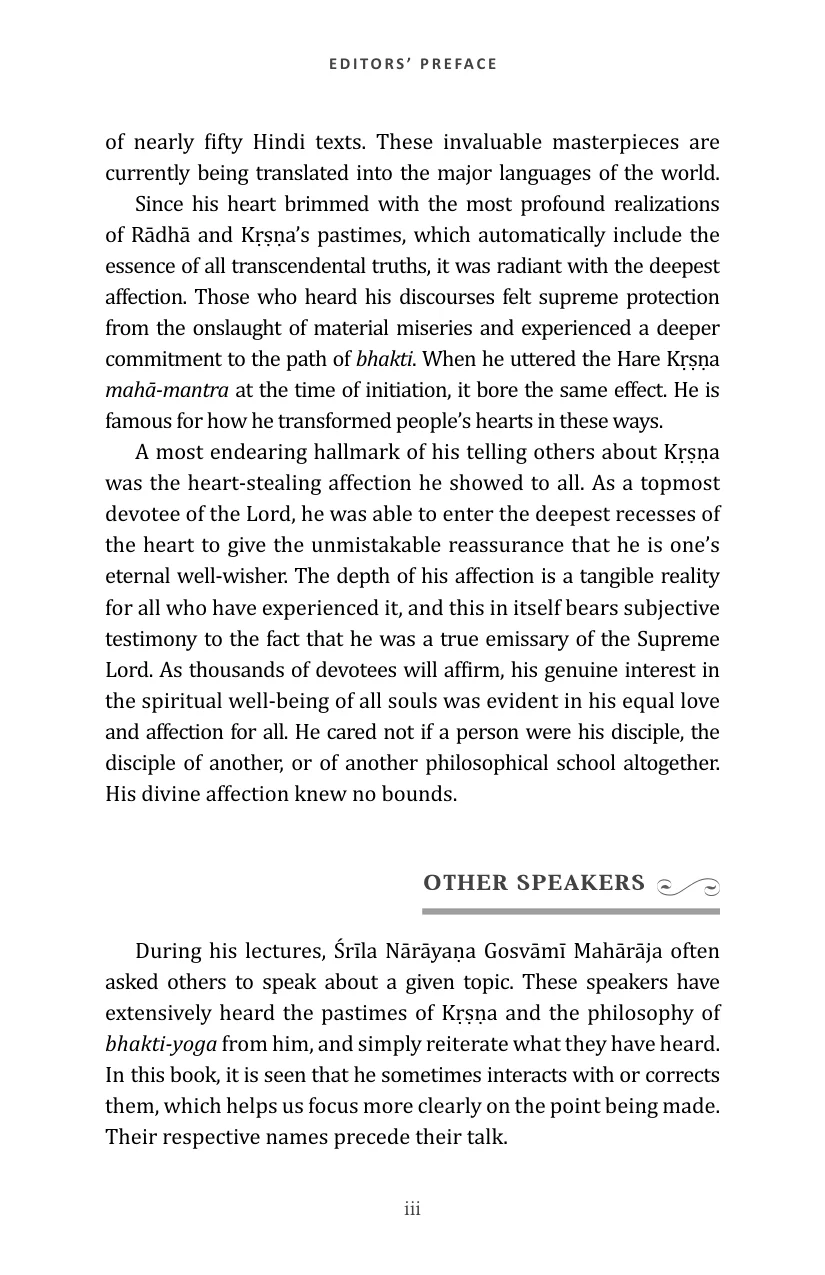 EDITORS’ PREFACE
of nearly fifty Hindi texts. These invaluable masterpieces are
currently being translated into the major languages of the world.
Since his heart brimmed with the most profound realizations
of Rādhā and Kṛṣṇa’s pastimes, which automatically include the
essence of all transcendental truths, it was radiant with the deepest
affection. Those who heard his discourses felt supreme protection
from the onslaught of material miseries and experienced a deeper
commitment to the path of bhakti. When he uttered the Hare Kṛṣṇa
mahā-mantra at the time of initiation, it bore the same effect. He is
famous for how he transformed people’s hearts in these ways.
A most endearing hallmark of his telling others about Kṛṣṇa
was the heart-stealing affection he showed to all. As a topmost
devotee of the Lord, he was able to enter the deepest recesses of
the heart to give the unmistakable reassurance that he is one’s
eternal well-wisher. The depth of his affection is a tangible reality
for all who have experienced it, and this in itself bears subjective
testimony to the fact that he was a true emissary of the Supreme
Lord. As thousands of devotees will affirm, his genuine interest in
the spiritual well-being of all souls was evident in his equal love
and affection for all. He cared not if a person were his disciple, the
disciple of another, or of another philosophical school altogether.
His divine affection knew no bounds.
OTHER SPEAKERS
During his lectures, Śrīla Nārāyaṇa Gosvāmī Mahārāja often
asked others to speak about a given topic. These speakers have
extensively heard the pastimes of Kṛṣṇa and the philosophy of
bhakti-yoga from him, and simply reiterate what they have heard.
In this book, it is seen that he sometimes interacts with or corrects
them, which helps us focus more clearly on the point being made.
Their respective names precede their talk.
iii